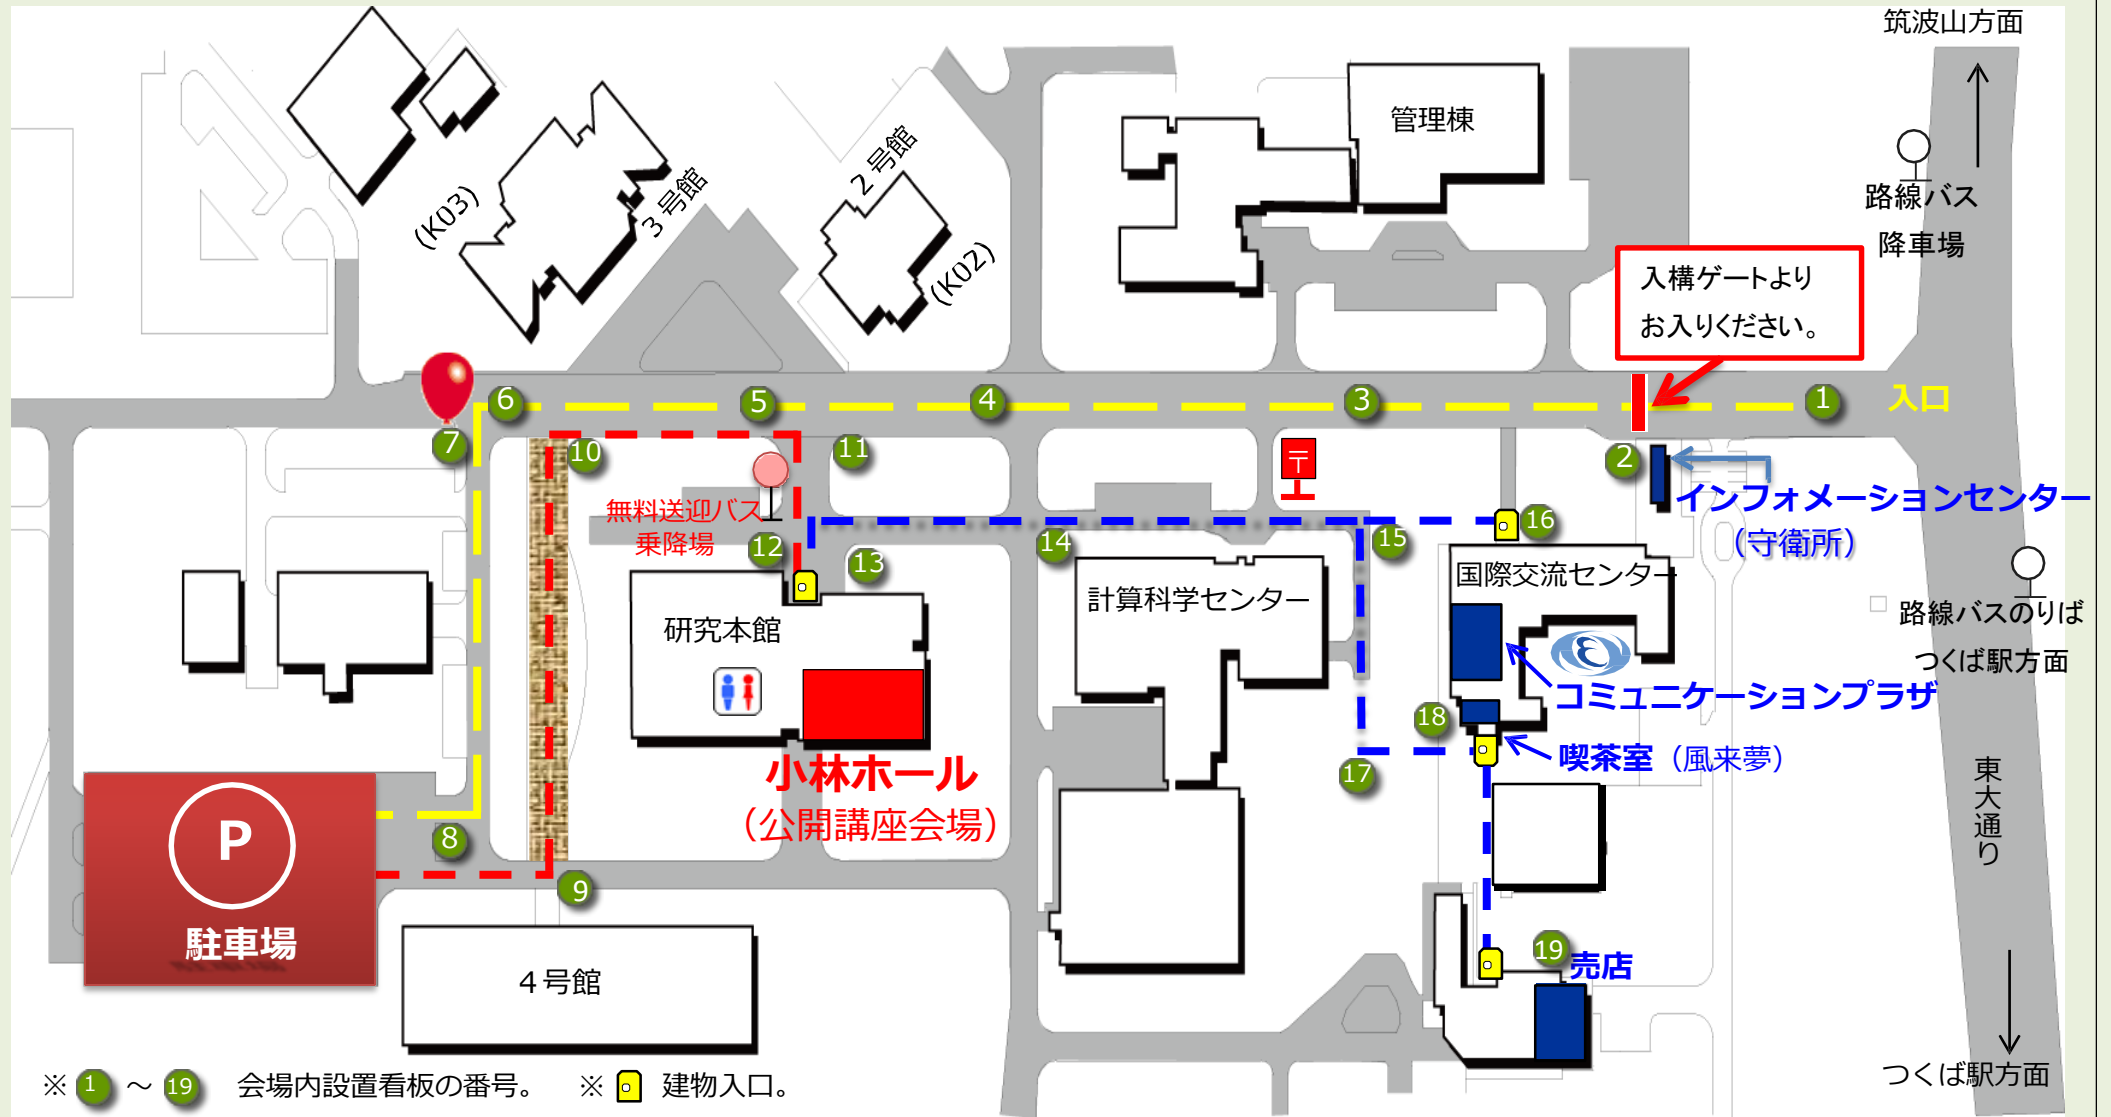 筑波山方面
管理棟
2号館
(K02)
3号館
(K03)
路線バス
降車場
入構ゲートより
お入りください。
入口
1
2
3
4
5
6
7
8
9
10
11
12
13
14
15
16
17
18
19
〒
無料送迎バス
乗降場
インフォメーションセンター
（守衛所）
国際交流センター
計算科学センター
研究本館
路線バスのりば
つくば駅方面
コミュニケーションプラザ
喫茶室（風来夢）
小林ホール
（公開講座会場）
東大通り
P
駐車場
4号館
売店
つくば駅方面
※ 1 ～ 19 会場内設置看板の番号。 ※ 建物入口。